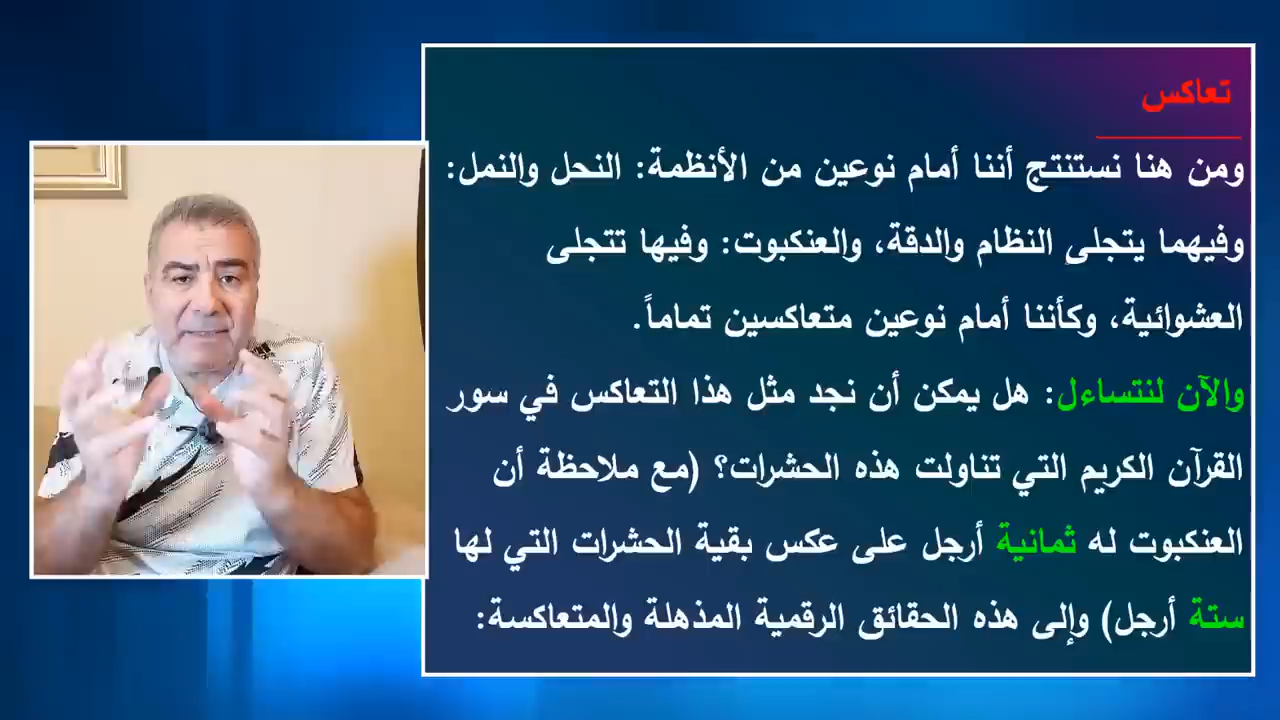 تعاكس
ومن هنا نستنتج أننا أمام نوعين من الأنظمة: النحل والنمل:
وفيهما يتجلى النظام والدقة، والعنكبوت: وفيها تتجلى
العشوائية، وكأننا أمام نوعين متعاكسين تماماً.
والآن لنتساءل: هل يمكن أن نجد مثل هذا التعاكس في سور
القرآن الكريم التي تناولت هذه الحشرات؟ (مع ملاحظة أن
العنكبوت له ثمانية أرجل على عكس بقية الحشرات التي لها
ستة أرجل) وإلى هذه الحقائق الرقمية المذهلة والمتعاكسة: